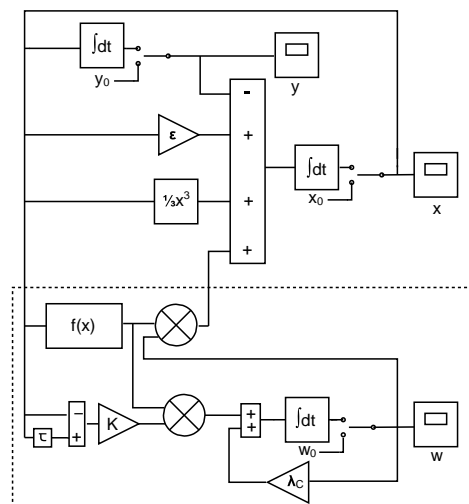 ∫dt
y₀
y
-
ε
+
∫dt
⅓x³
+
x₀
x
+
f(x)
−
K
τ
+
+
+
∫dt
w₀
w
λC